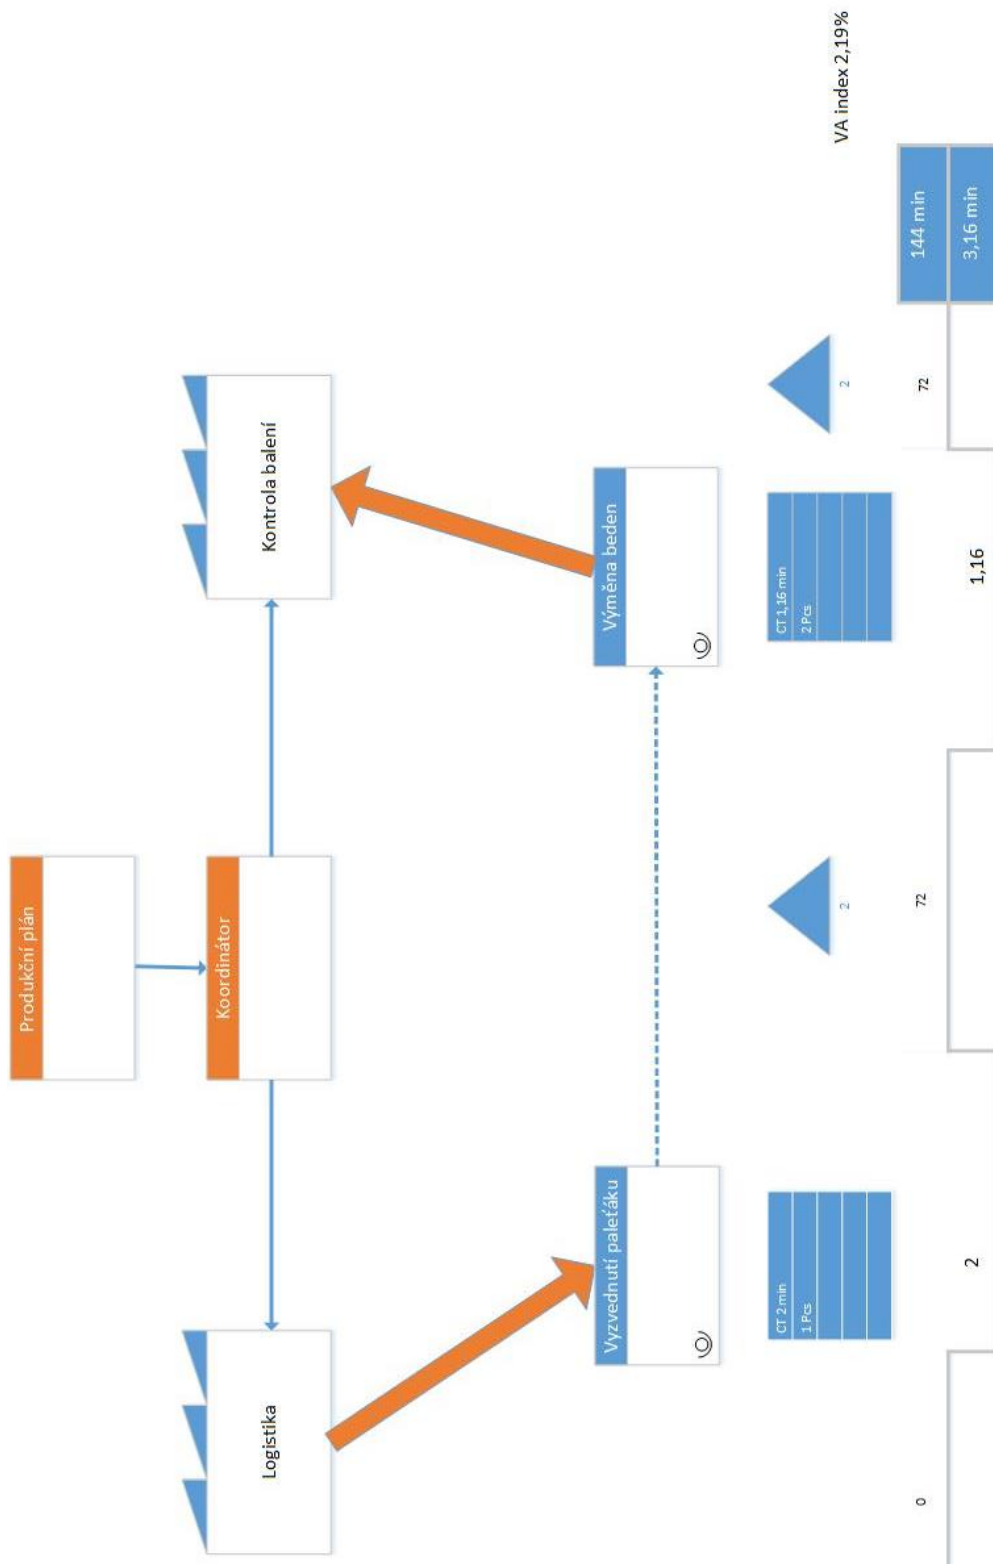 Produkční plán
Koordinátor
Logistika
Kontrola balení
Vyzvednutí paleťáku
Výměna beden
CT 2 min
1 Pcs
CT 1,16 min
2 Pcs
2
2
0
72
72
2
1,16
144 min
3,16 min
VA index 2,19%